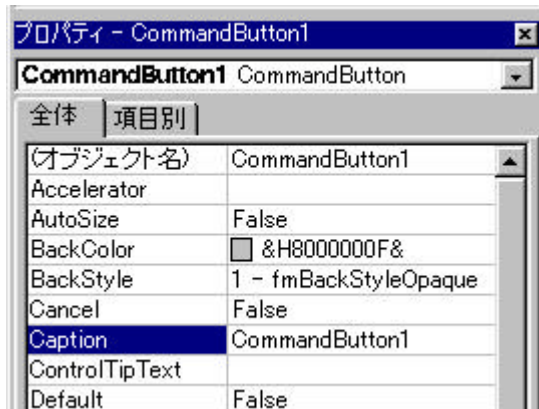 プロパティ - CommandButton1
CommandButton1 CommandButton
全体 項目別
(オブジェクト名) CommandButton1
Accelerator
AutoSize False
BackColor &H8000000F&
BackStyle 1 - fmBackStyleOpaque
Cancel False
Caption CommandButton1
ControlTipText
Default False